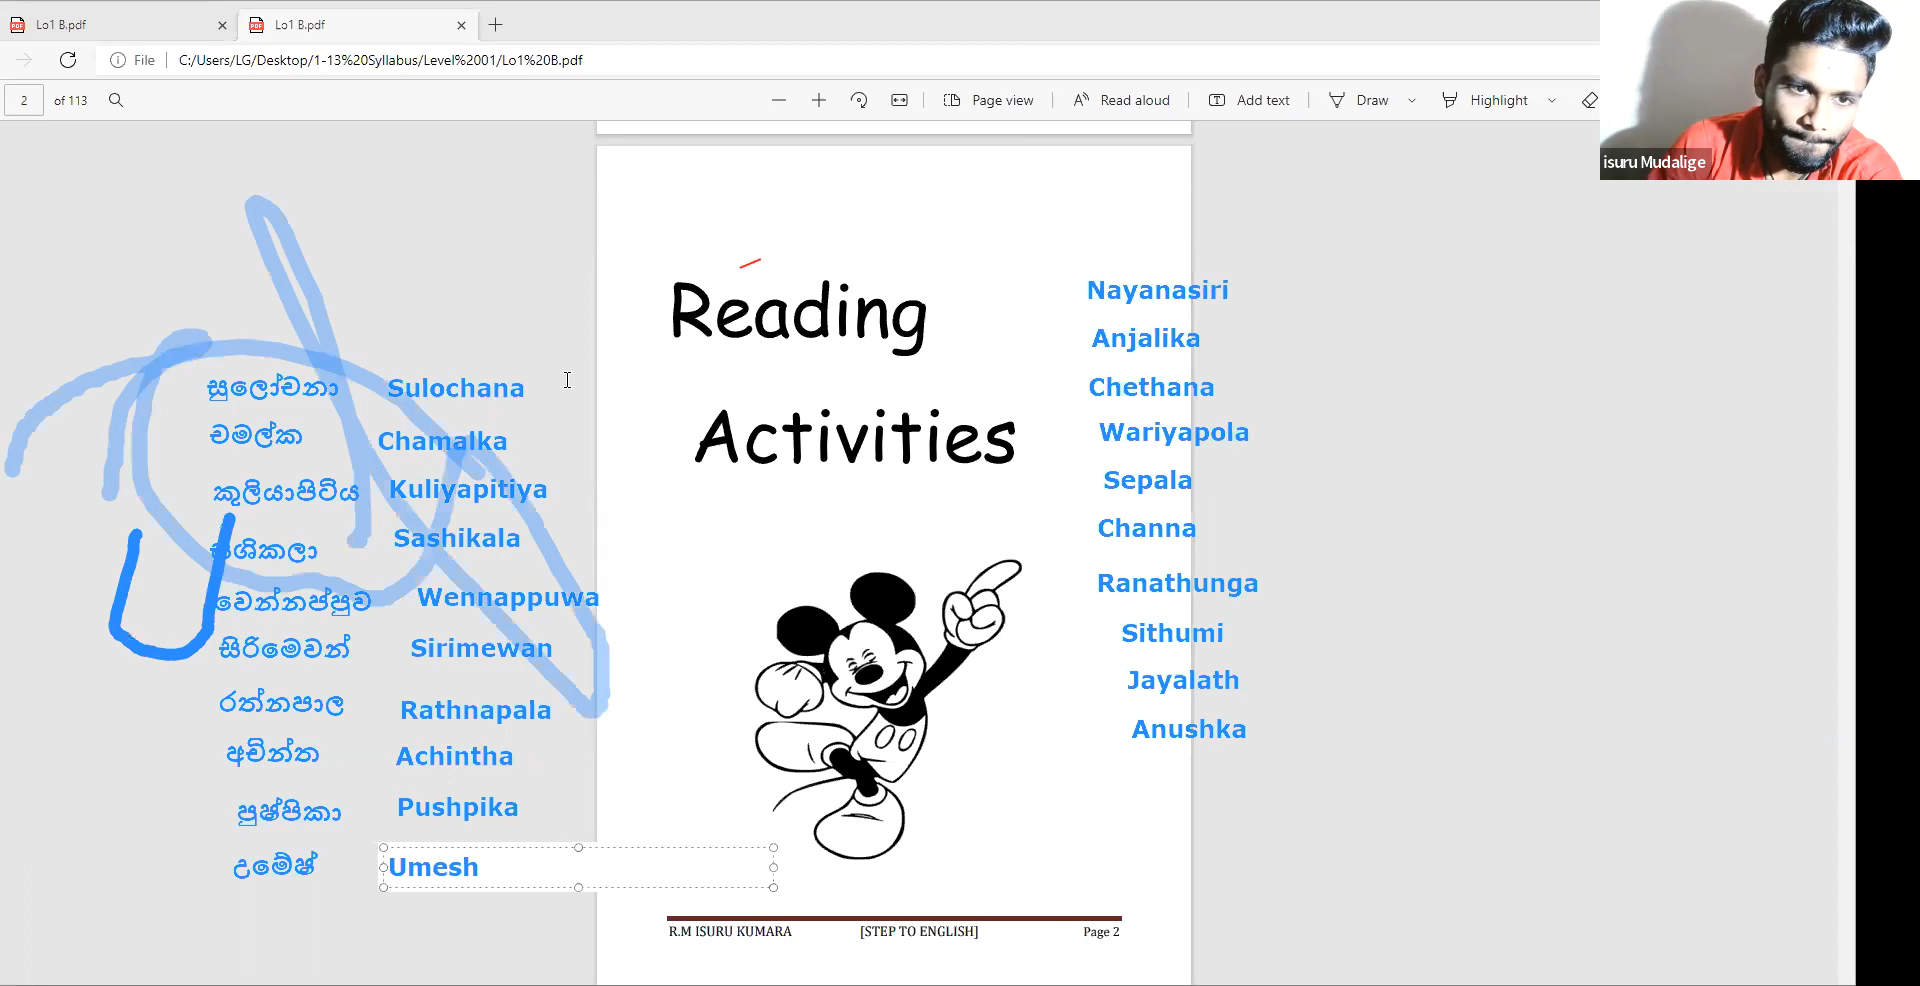 Lo1 B.pdf
Lo1 B.pdf
File C:/Users/LG/Desktop/1-13%20Syllabus/Level%2001/Lo1%20B.pdf
2 of 113 Page view Read aloud Add text Draw Highlight
isuru Mudalige
Reading
Activities
සුලෝචනා Sulochana
චමල්ක Chamalka
කුලියාපිටිය Kuliyapitiya
සශිකලා Sashikala
වෙන්නප්පුව Wennappuwa
සිරිමෙවන් Sirimewan
රත්නපාල Rathnapala
අචින්ත Achintha
පුෂ්පිකා Pushpika
උමේෂ් Umesh
Nayanasiri
Anjalika
Chethana
Wariyapola
Sepala
Channa
Ranathunga
Sithumi
Jayalath
Anushka
R.M ISURU KUMARA [STEP TO ENGLISH] Page 2